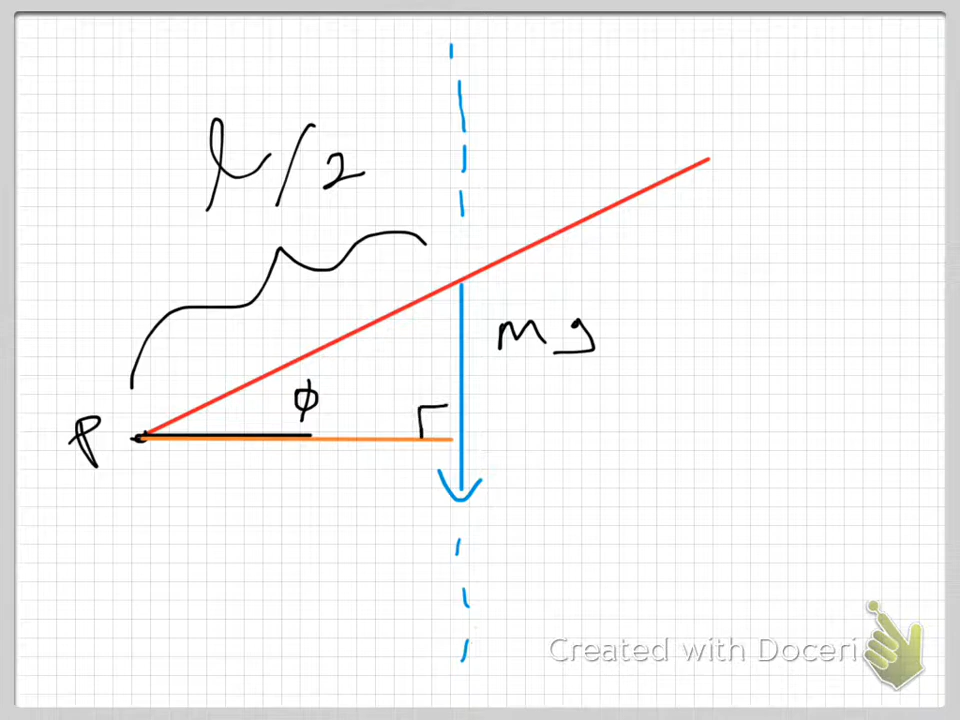 l/2
mg
φ
P
Created with Doceri